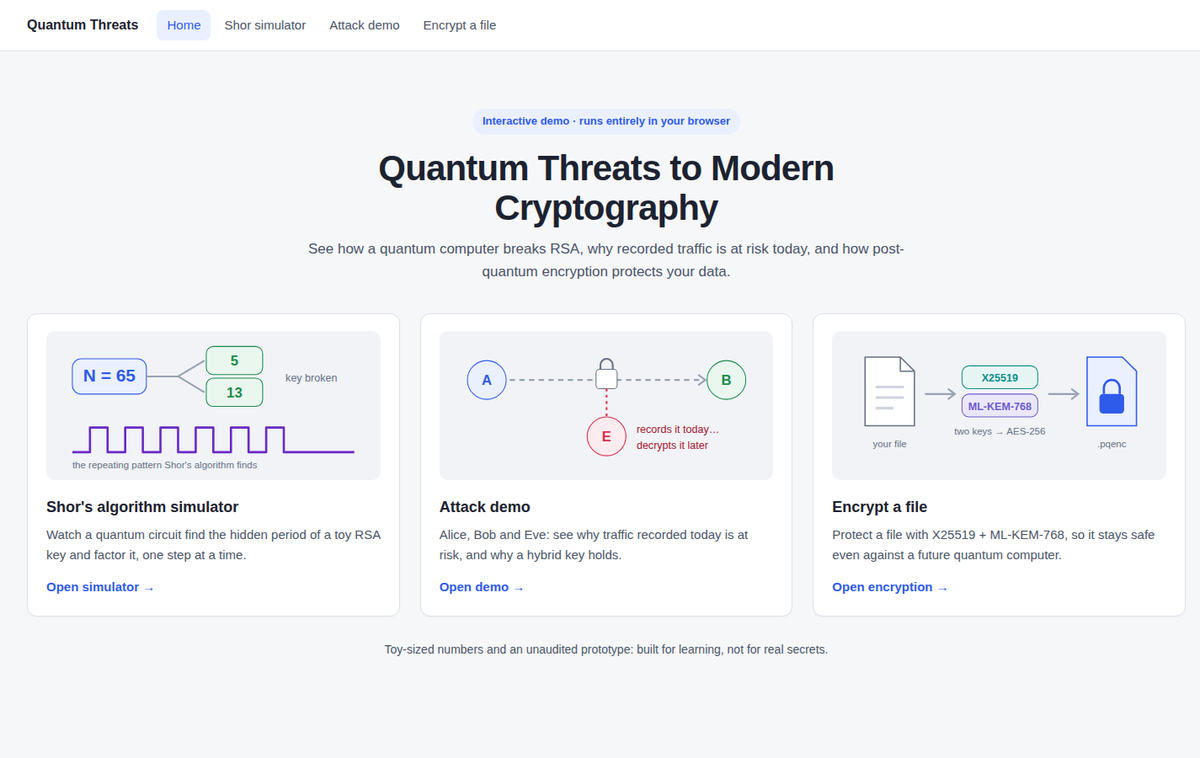 Quantum Threats
Home
Shor simulator
Attack demo
Encrypt a file
Interactive demo · runs entirely in your browser
Quantum Threats to Modern
Cryptography
See how a quantum computer breaks RSA, why recorded traffic is at risk today, and how post-
quantum encryption protects your data.
N = 65
5
13
key broken
the repeating pattern Shor's algorithm finds
Shor's algorithm simulator
Watch a quantum circuit find the hidden period of a toy RSA
key and factor it, one step at a time.
Open simulator →
A
B
E
records it today…
decrypts it later
Attack demo
Alice, Bob and Eve: see why traffic recorded today is at
risk, and why a hybrid key holds.
Open demo →
X25519
ML-KEM-768
two keys → AES-256
your file
.pqenc
Encrypt a file
Protect a file with X25519 + ML-KEM-768, so it stays safe
even against a future quantum computer.
Open encryption →
Toy-sized numbers and an unaudited prototype: built for learning, not for real secrets.